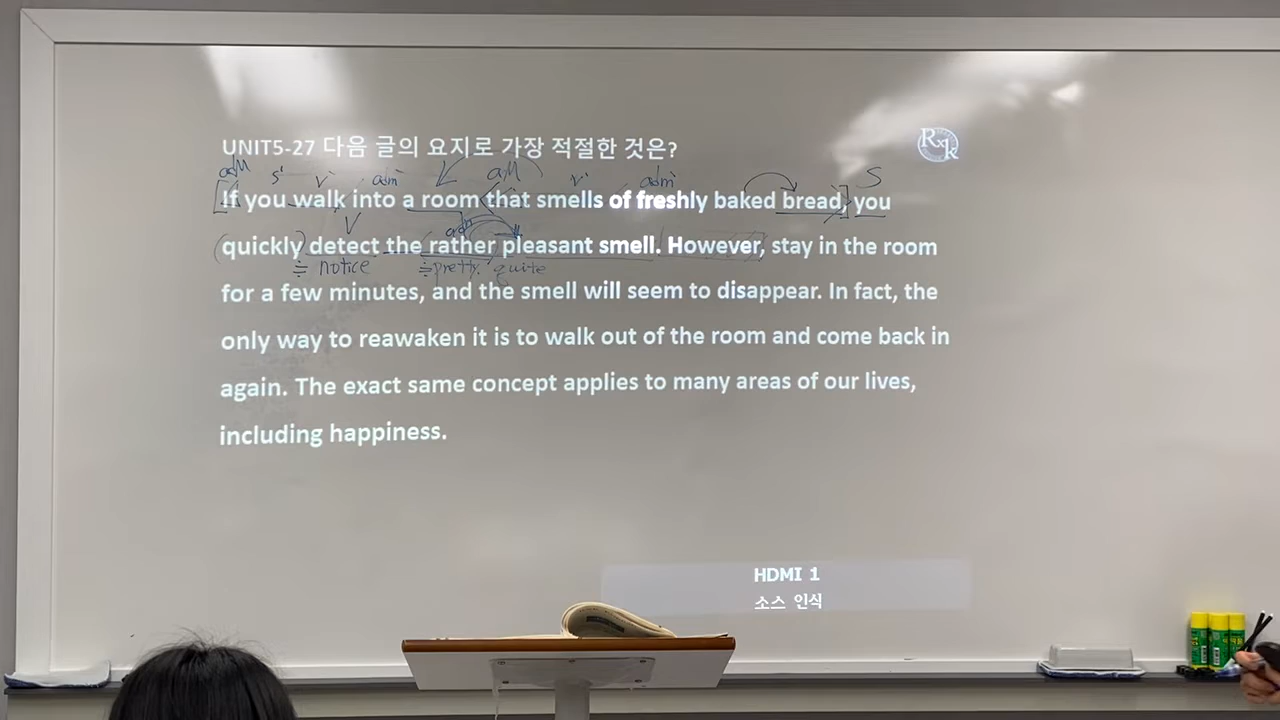 UNIT5-27 다음 글의 요지로 가장 적절한 것은?
R x k
s' v' v'
S
If you walk into a room that smells of freshly baked bread, you
V
quickly detect the rather pleasant smell. However, stay in the room
≒ notice ≒ pretty. quite
for a few minutes, and the smell will seem to disappear. In fact, the
only way to reawaken it is to walk out of the room and come back in
again. The exact same concept applies to many areas of our lives,
including happiness.
HDMI 1
소스 인식